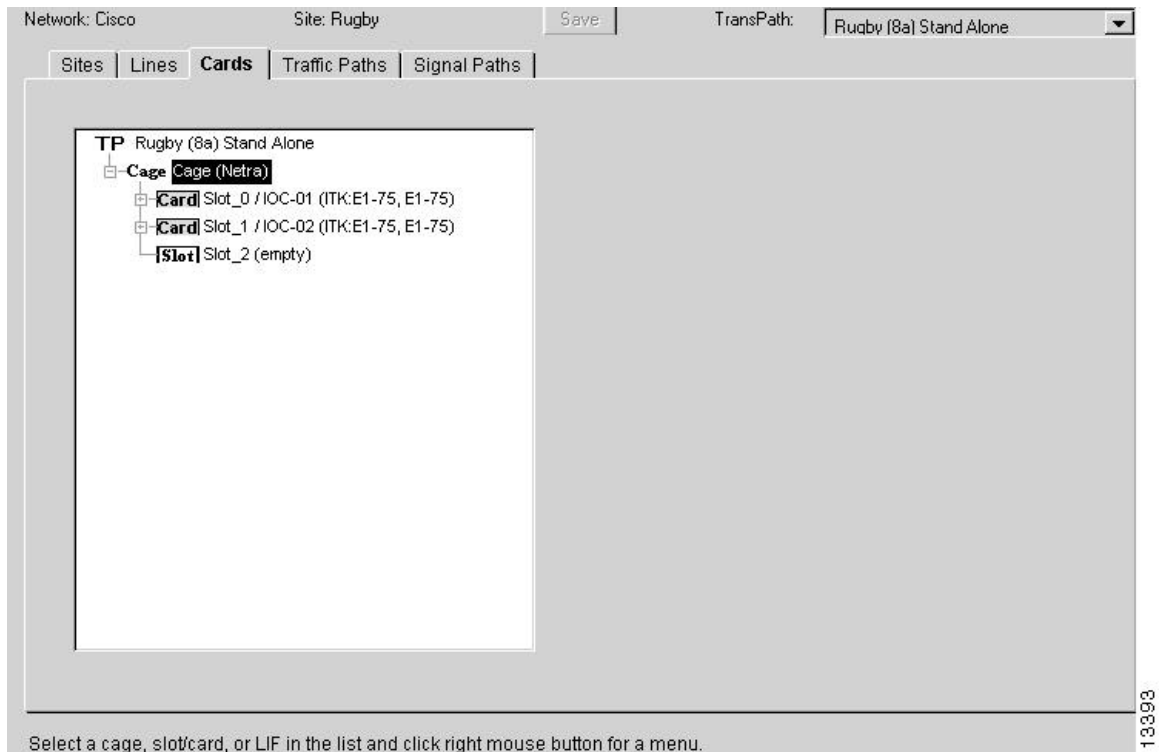 Network: Cisco Site: Rugby Save TransPath: Rugby (8a) Stand Alone
Sites Lines Cards Traffic Paths Signal Paths
TP Rugby (8a) Stand Alone
Cage Cage (Netra)
Card Slot_0 / IOC-01 (ITK:E1-75, E1-75)
Card Slot_1 / IOC-02 (ITK:E1-75, E1-75)
Slot Slot_2 (empty)
Select a cage, slot/card, or LIF in the list and click right mouse button for a menu.
13393